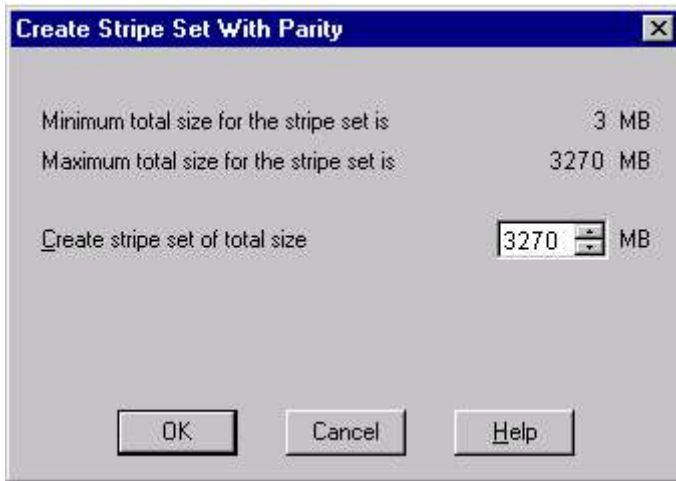 Create Stripe Set With Parity
Minimum total size for the stripe set is 3 MB
Maximum total size for the stripe set is 3270 MB
Create stripe set of total size 3270 MB
OK Cancel Help